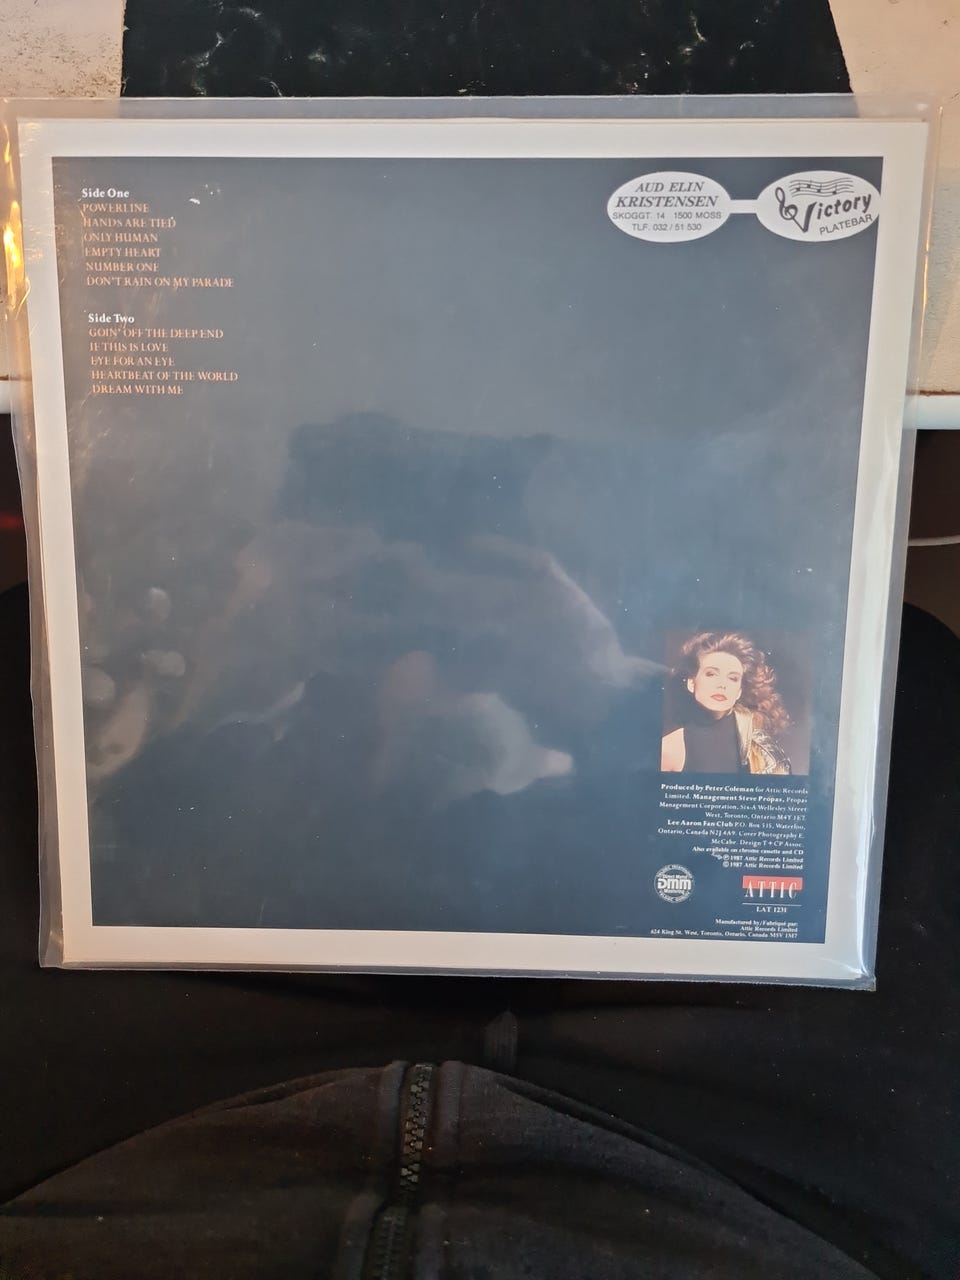 Side One
POWERLINE
HANDS ARE TIED
ONLY HUMAN
EMPTY HEART
NUMBER ONE
DON'T RAIN ON MY PARADE
Side Two
GOIN' OFF THE DEEP END
IF THIS IS LOVE
EYE FOR AN EYE
HEARTBEAT OF THE WORLD
DREAM WITH ME
AUD ELIN
KRISTENSEN
SKOGGT. 14 1500 MOSS
TLF. 032 / 51 530
Victory
PLATEBAR
Produced by Peter Coleman for Attic Records
Limited. Management Steve Propas, Propas
Management Corporation, Six-A Wellesley Street
West, Toronto, Ontario M4Y 1E7.
Lee Aaron Fan Club P.O. Box 515, Waterloo,
Ontario, Canada N2J 4A9. Cover Photography E.
McCabe. Design T + CP Assoc.
Also available on chrome cassette and CD
℗ 1987 Attic Records Limited
© 1987 Attic Records Limited
Direct Metal
DMM
Mastering
ATTIC
LAT 1231
Manufactured by/Fabriqué par:
Attic Records Limited
624 King St. West, Toronto, Ontario, Canada M5V 1M7